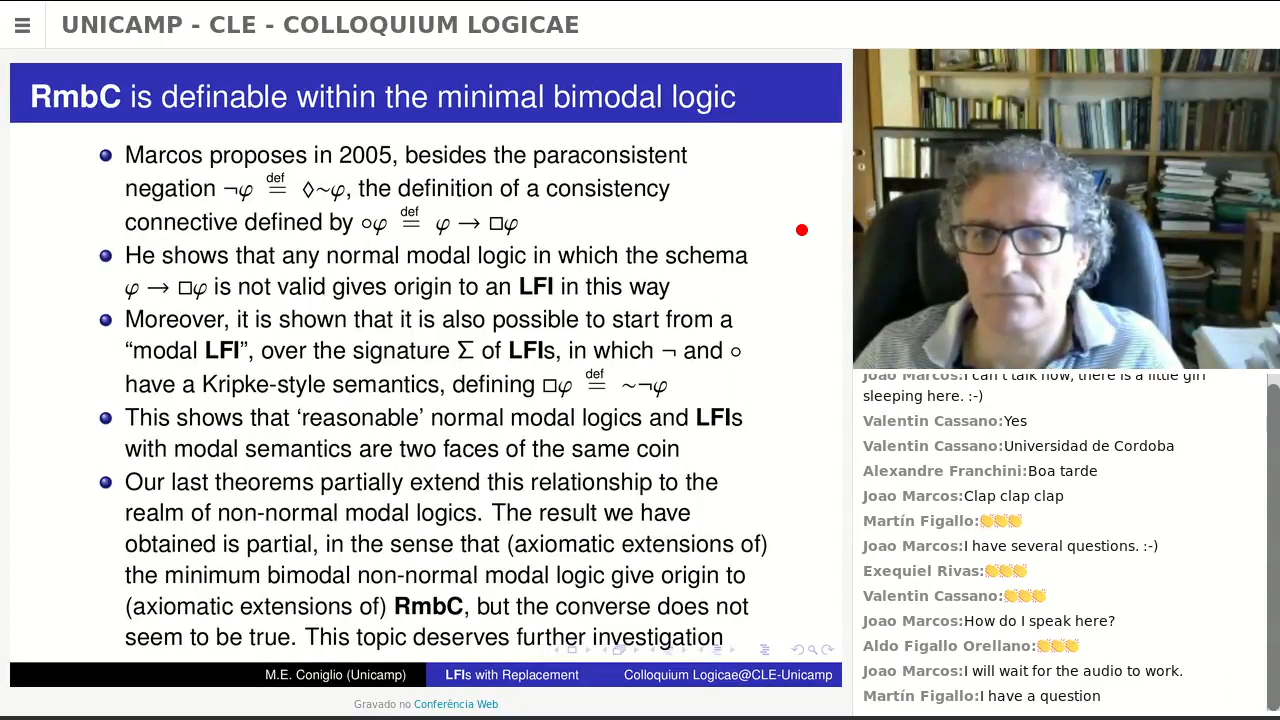 UNICAMP - CLE - COLLOQUIUM LOGICAE
RmbC is definable within the minimal bimodal logic
Marcos proposes in 2005, besides the paraconsistent
negation ¬φ def= ◊~φ, the definition of a consistency
connective defined by ∘φ def= φ → □φ
He shows that any normal modal logic in which the schema
φ → □φ is not valid gives origin to an LFI in this way
Moreover, it is shown that it is also possible to start from a
“modal LFI”, over the signature Σ of LFIs, in which ¬ and ∘
have a Kripke-style semantics, defining □φ def= ~¬φ
This shows that ‘reasonable’ normal modal logics and LFIs
with modal semantics are two faces of the same coin
Our last theorems partially extend this relationship to the
realm of non-normal modal logics. The result we have
obtained is partial, in the sense that (axiomatic extensions of)
the minimum bimodal non-normal modal logic give origin to
(axiomatic extensions of) RmbC, but the converse does not
seem to be true. This topic deserves further investigation
M.E. Coniglio (Unicamp) LFIs with Replacement Colloquium Logicae@CLE-Unicamp
Gravado no Conferência Web
Joao Marcos:I can't talk now, there is a little girl
sleeping here. :-)
Valentin Cassano:Yes
Valentin Cassano:Universidad de Cordoba
Alexandre Franchini:Boa tarde
Joao Marcos:Clap clap clap
Martín Figallo:👏👏👏
Joao Marcos:I have several questions. :-)
Exequiel Rivas:👏👏👏
Valentin Cassano:👏👏👏
Joao Marcos:How do I speak here?
Aldo Figallo Orellano:👏👏👏
Joao Marcos:I will wait for the audio to work.
Martín Figallo:I have a question